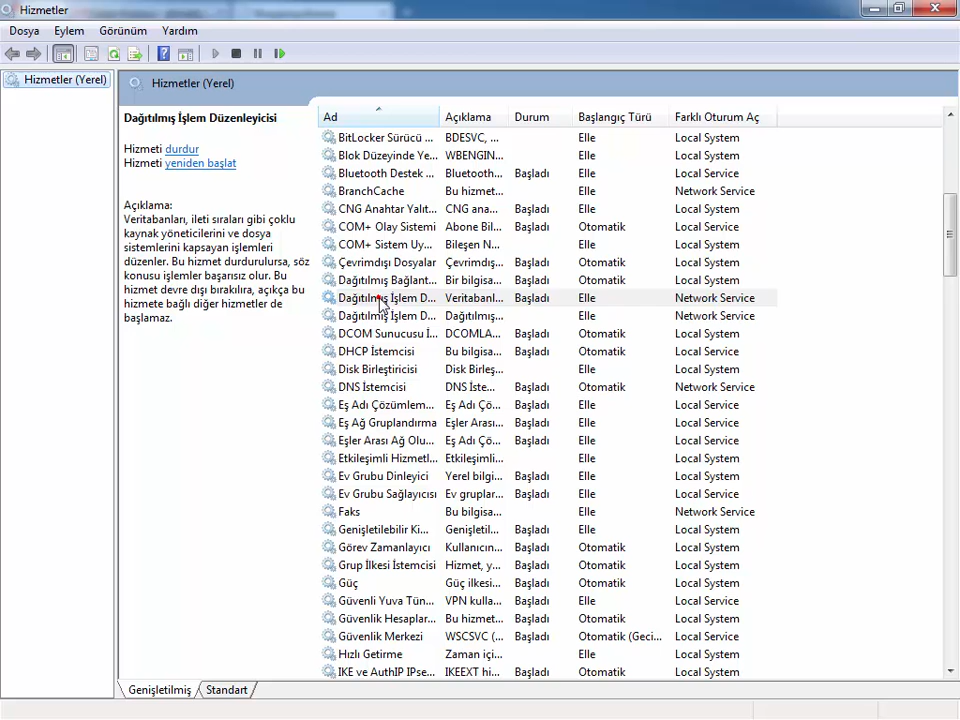 Hizmetler
Dosya Eylem Görünüm Yardım
Hizmetler (Yerel)
Hizmetler (Yerel)
Dağıtılmış İşlem Düzenleyicisi
Hizmeti durdur
Hizmeti yeniden başlat
Açıklama:
Veritabanları, ileti sıraları gibi çoklu
kaynak yöneticilerini ve dosya
sistemlerini kapsayan işlemleri
düzenler. Bu hizmet durdurulursa, söz
konusu işlemler başarısız olur. Bu
hizmet devre dışı bırakılıra, açıkça bu
hizmete bağlı diğer hizmetler de
başlamaz.
Ad Açıklama Durum Başlangıç Türü Farklı Oturum Aç
BitLocker Sürücü ... BDESVC, ... Elle Local System
Blok Düzeyinde Ye... WBENGIN... Elle Local System
Bluetooth Destek ... Bluetooth... Başladı Elle Local Service
BranchCache Bu hizmet... Elle Network Service
CNG Anahtar Yalıt... CNG ana... Başladı Elle Local System
COM+ Olay Sistemi Abone Bil... Başladı Otomatik Local Service
COM+ Sistem Uy... Bileşen N... Elle Local System
Çevrimdışı Dosyalar Çevrimdış... Başladı Otomatik Local System
Dağıtılmış Bağlant... Bir bilgisa... Başladı Otomatik Local System
Dağıtılmış İşlem D... Veritabanl... Başladı Elle Network Service
Dağıtılmış İşlem D... Dağıtılmış... Elle Network Service
DCOM Sunucusu İ... DCOMLA... Başladı Otomatik Local System
DHCP İstemcisi Bu bilgisa... Başladı Otomatik Local Service
Disk Birleştiricisi Disk Birleş... Elle Local System
DNS İstemcisi DNS İste... Başladı Otomatik Network Service
Eş Adı Çözümlem... Eş Adı Çö... Başladı Elle Local Service
Eş Ağ Gruplandırma Eşler Arası... Başladı Elle Local Service
Eşler Arası Ağ Olu... Eş Adı Çö... Başladı Elle Local Service
Etkileşimli Hizmetl... Etkileşimli... Elle Local System
Ev Grubu Dinleyici Yerel bilgi... Başladı Elle Local System
Ev Grubu Sağlayıcısı Ev gruplar... Başladı Elle Local Service
Faks Bu bilgisa... Elle Network Service
Genişletilebilir Ki... Genişletil... Başladı Elle Local System
Görev Zamanlayıcı Kullanıcın... Başladı Otomatik Local System
Grup İlkesi İstemcisi Hizmet, y... Başladı Otomatik Local System
Güç Güç ilkesi... Başladı Otomatik Local System
Güvenli Yuva Tün... VPN kulla... Başladı Elle Local Service
Güvenlik Hesaplar... Bu hizmet... Başladı Otomatik Local System
Güvenlik Merkezi WSCSVC (... Başladı Otomatik (Geci... Local Service
Hızlı Getirme Zaman içi... Elle Local System
IKE ve AuthIP IPse... IKEEXT hi... Başladı Otomatik Local System
Genişletilmiş Standart